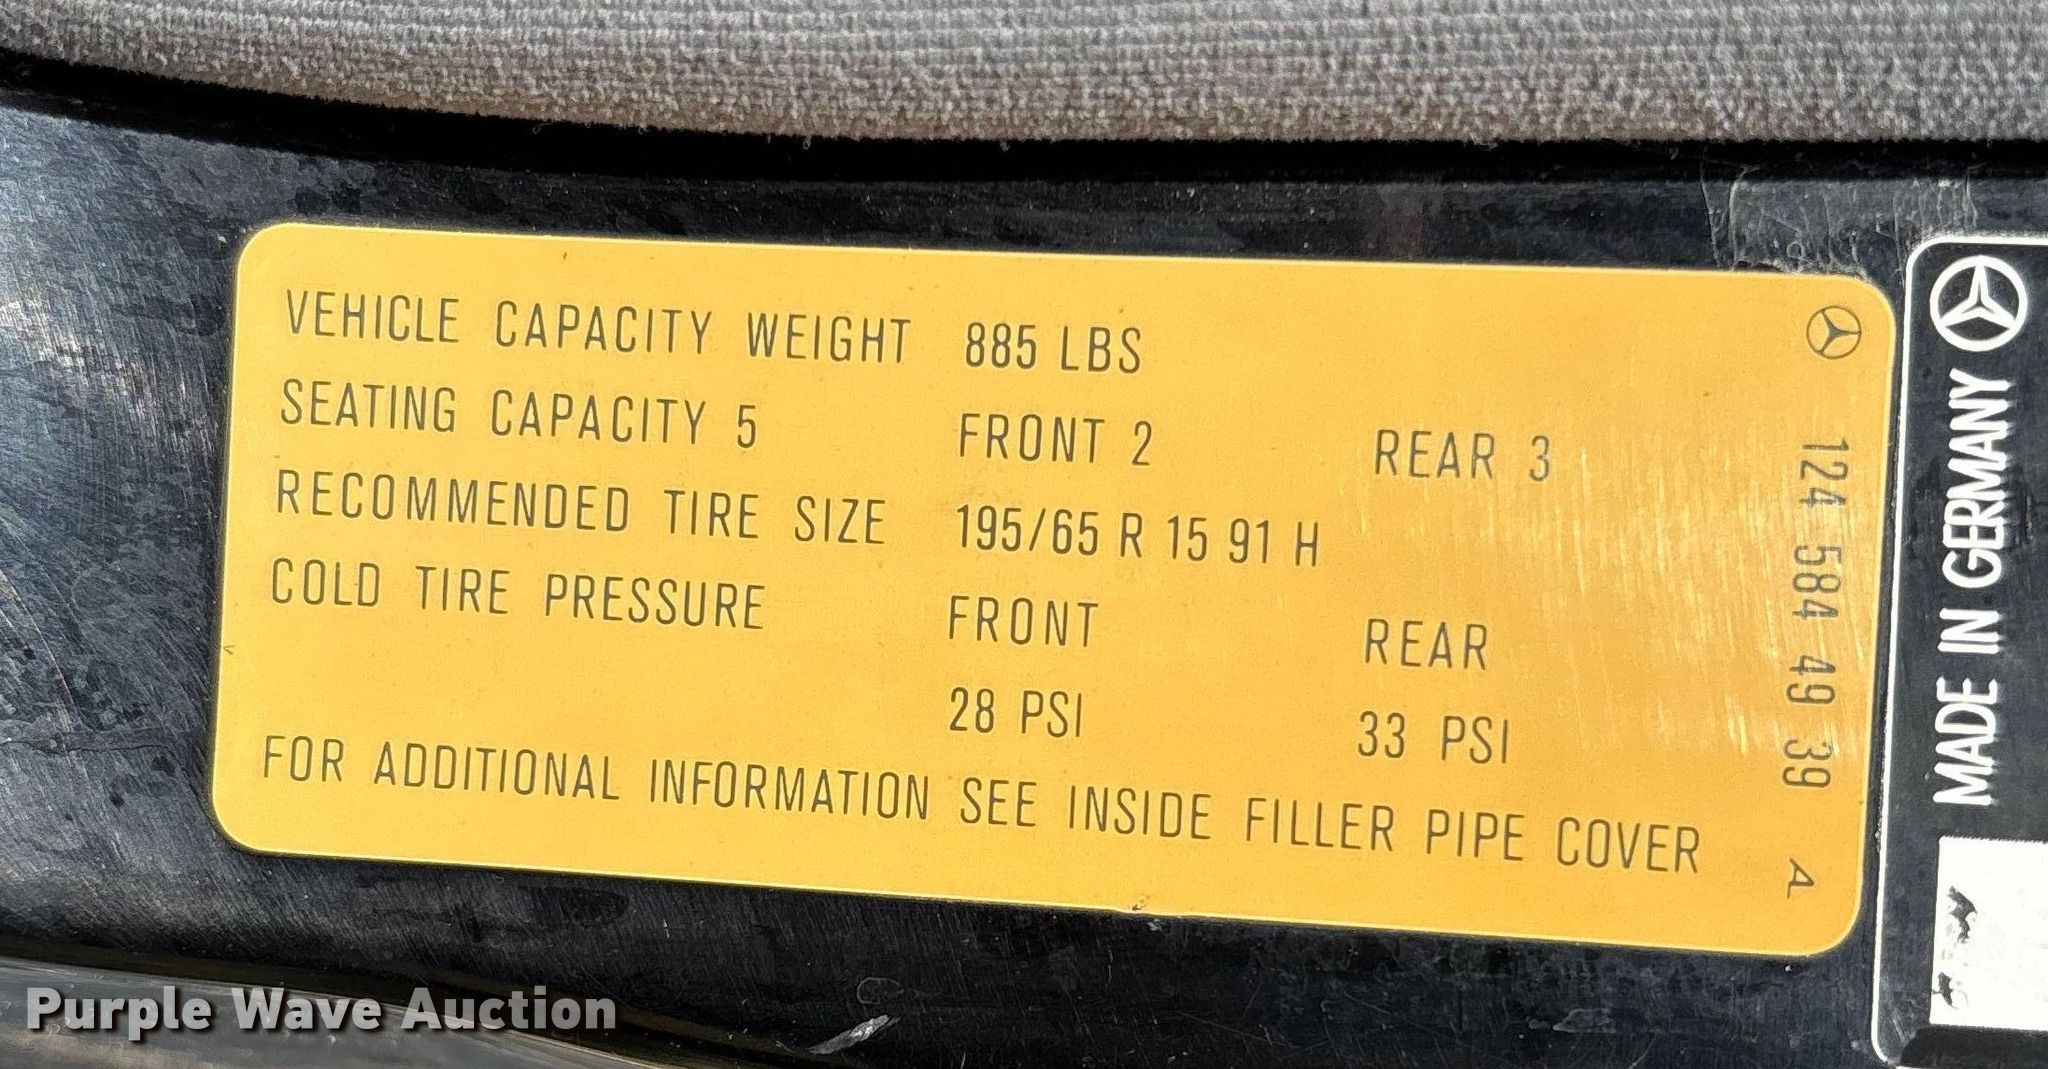 VEHICLE CAPACITY WEIGHT 885 LBS
SEATING CAPACITY 5 FRONT 2 REAR 3
RECOMMENDED TIRE SIZE 195/65 R 15 91 H
COLD TIRE PRESSURE FRONT REAR
28 PSI 33 PSI
FOR ADDITIONAL INFORMATION SEE INSIDE FILLER PIPE COVER
124 584 49 39 A
MADE IN GERMANY
Purple Wave Auction